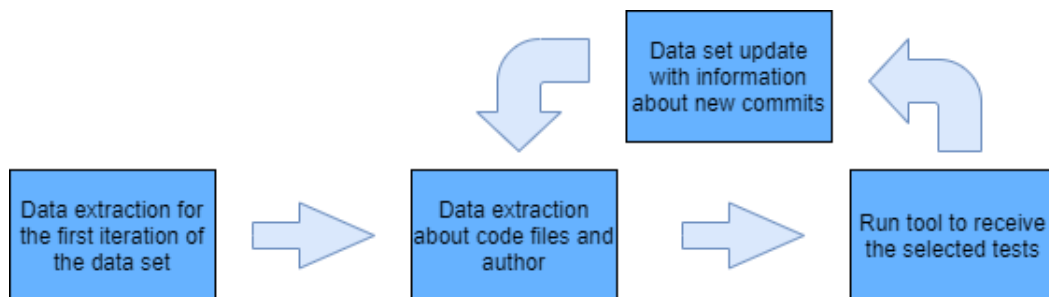 Data set update
with information
about new commits
Data extraction for
the first iteration of
the data set
Data extraction
about code files and
author
Run tool to receive
the selected tests